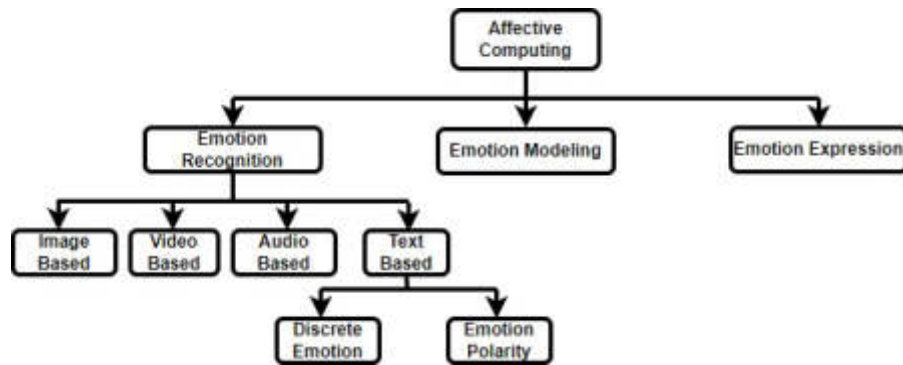 Affective
Computing
Emotion
Recognition
Emotion Modeling
Emotion Expression
Image
Based
Video
Based
Audio
Based
Text
Based
Discrete
Emotion
Emotion
Polarity